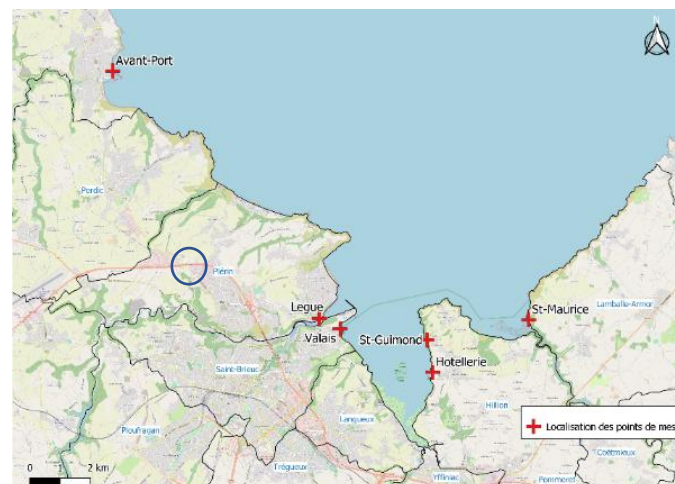 N
Avant-Port
Pordic
Plérin
Legue
Valais
St-Guimond
Hotellerie
St-Maurice
Lamballe-Armor
Saint-Brieuc
Ploufragan
Langueux
Hillion
Trégueux
Yffiniac
Pommeret
Coëtmieux
Localisation des points de mes
0 1 2 km